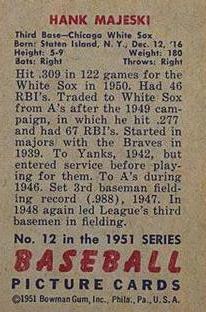 HANK MAJESKI
Third Base—Chicago White Sox
Born: Staten Island, N. Y., Dec. 12, '16
Height: 5-9 Weight: 180
Bats: Right Throws: Right
Hit .309 in 122 games for the
White Sox in 1950. Had 46
RBI's. Traded to White Sox
from A's after the 1949 cam-
paign, in which he hit .277
and had 67 RBI's. Started in
majors with the Braves in
1939. To Yanks, 1942, but
entered service before play-
ing for them. To A's during
1946. Set 3rd baseman field-
ing record (.988), 1947. In
1948 again led League's third
basemen in fielding.
No. 12 in the 1951 SERIES
BASEBALL
PICTURE CARDS
©1951 Bowman Gum, Inc., Phila., Pa., U. S. A.